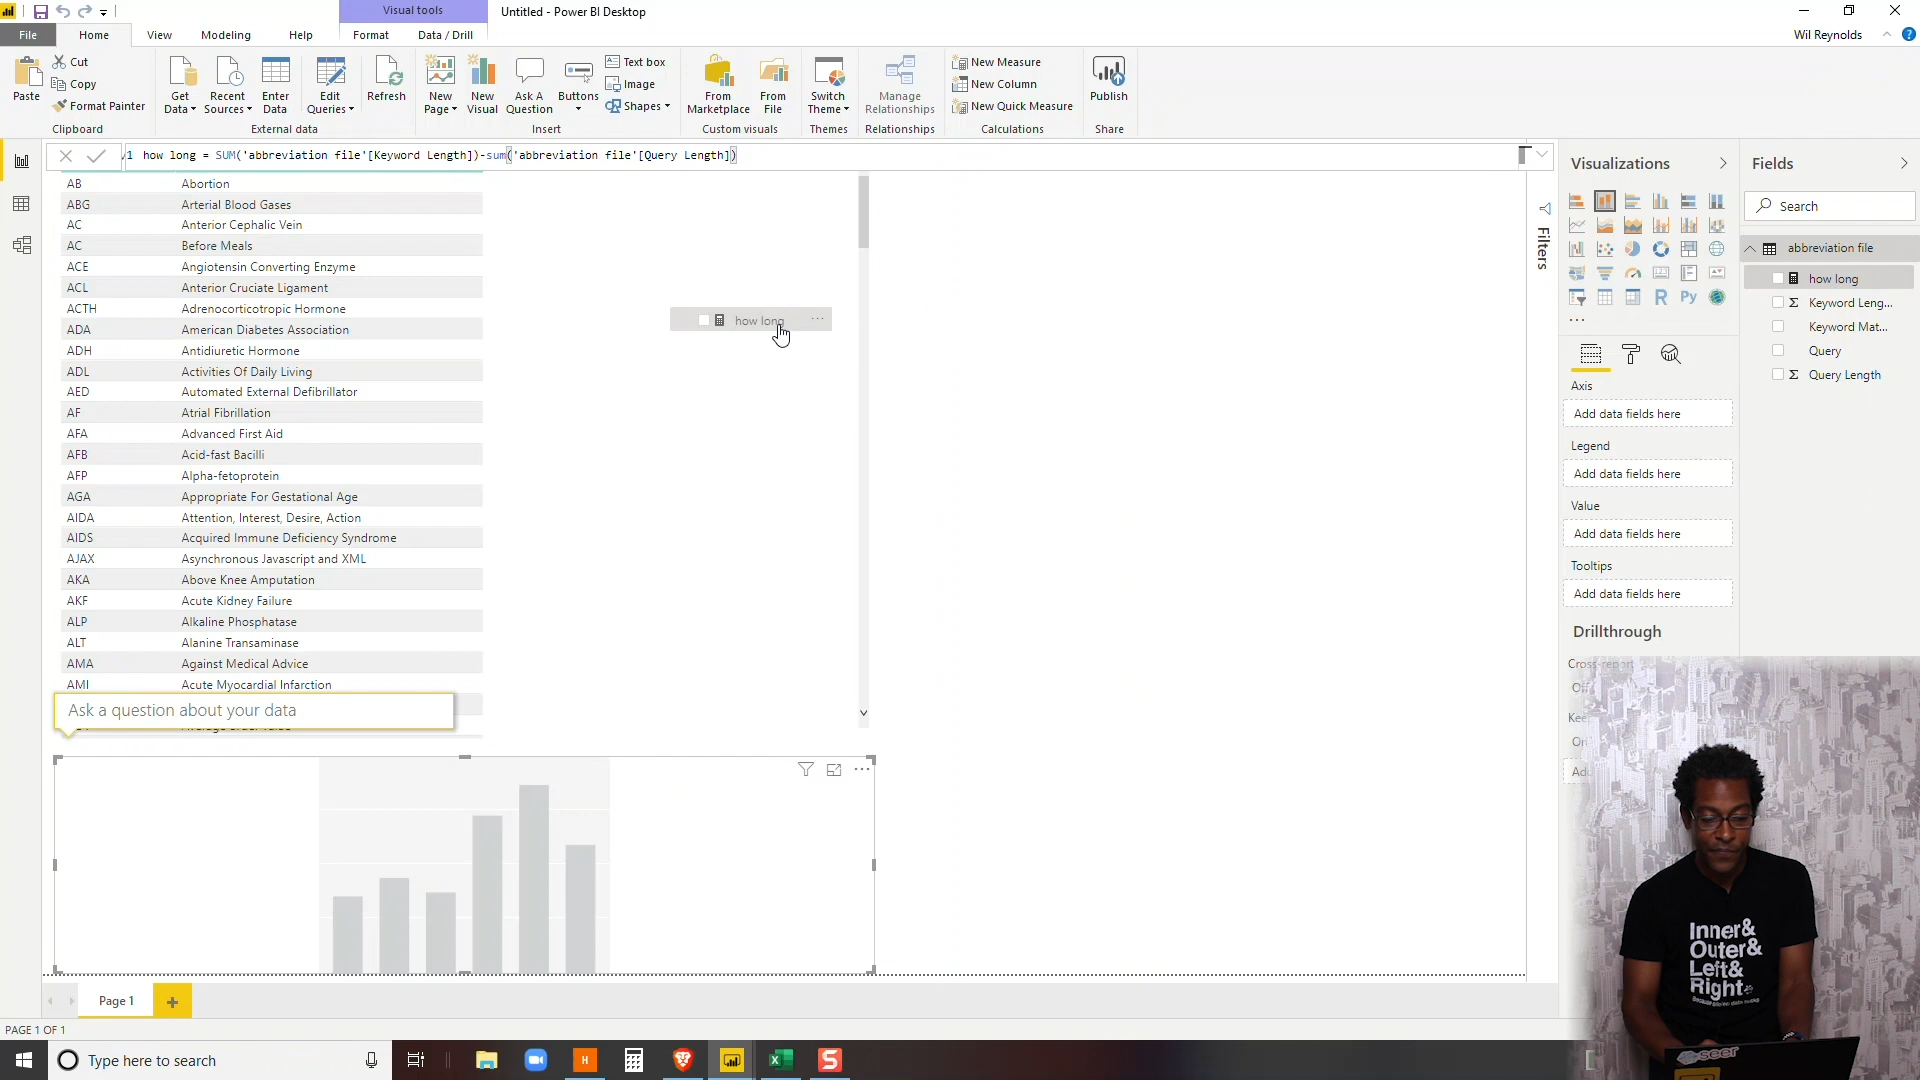 Visual tools
Untitled - Power BI Desktop
File
Home
View
Modeling
Help
Format
Data / Drill
Wil Reynolds
Paste
Cut
Copy
Format Painter
Clipboard
Get Data
Recent Sources
Enter Data
Edit Queries
Refresh
External data
New Page
New Visual
Ask A Question
Buttons
Text box
Image
Shapes
Insert
From Marketplace
From File
Custom visuals
Switch Theme
Themes
Manage Relationships
Relationships
New Measure
New Column
New Quick Measure
Calculations
Publish
Share
1 how long = SUM('abbreviation file'[Keyword Length])-sum('abbreviation file'[Query Length])
AB Abortion
ABG Arterial Blood Gases
AC Anterior Cephalic Vein
AC Before Meals
ACE Angiotensin Converting Enzyme
ACL Anterior Cruciate Ligament
ACTH Adrenocorticotropic Hormone
ADA American Diabetes Association
ADH Antidiuretic Hormone
ADL Activities Of Daily Living
AED Automated External Defibrillator
AF Atrial Fibrillation
AFA Advanced First Aid
AFB Acid-fast Bacilli
AFP Alpha-fetoprotein
AGA Appropriate For Gestational Age
AIDA Attention, Interest, Desire, Action
AIDS Acquired Immune Deficiency Syndrome
AJAX Asynchronous Javascript and XML
AKA Above Knee Amputation
AKF Acute Kidney Failure
ALP Alkaline Phosphatase
ALT Alanine Transaminase
AMA Against Medical Advice
AMI Acute Myocardial Infarction
Ask a question about your data
how long
Filters
Visualizations
Axis
Add data fields here
Legend
Add data fields here
Value
Add data fields here
Tooltips
Add data fields here
Drillthrough
Cross-report
Off
On
Fields
Search
abbreviation file
how long
Keyword Leng...
Keyword Mat...
Query
Query Length
Inner&
Outer&
Left&
Right.
seer
Page 1
PAGE 1 OF 1
Type here to search